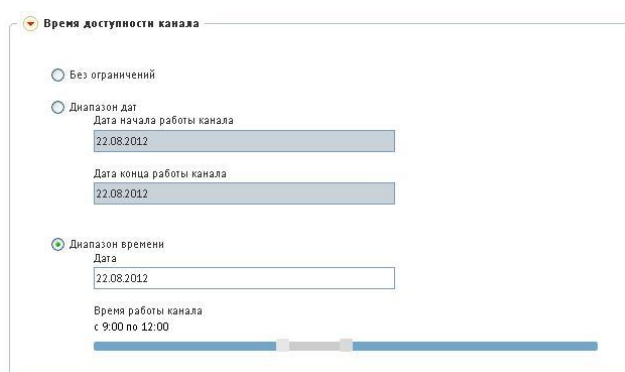 Время доступности канала
Без ограничений
Диапазон дат
Дата начала работы канала
22.08.2012
Дата конца работы канала
22.08.2012
Диапазон времени
Дата
22.08.2012
Время работы канала
с 9:00 по 12:00